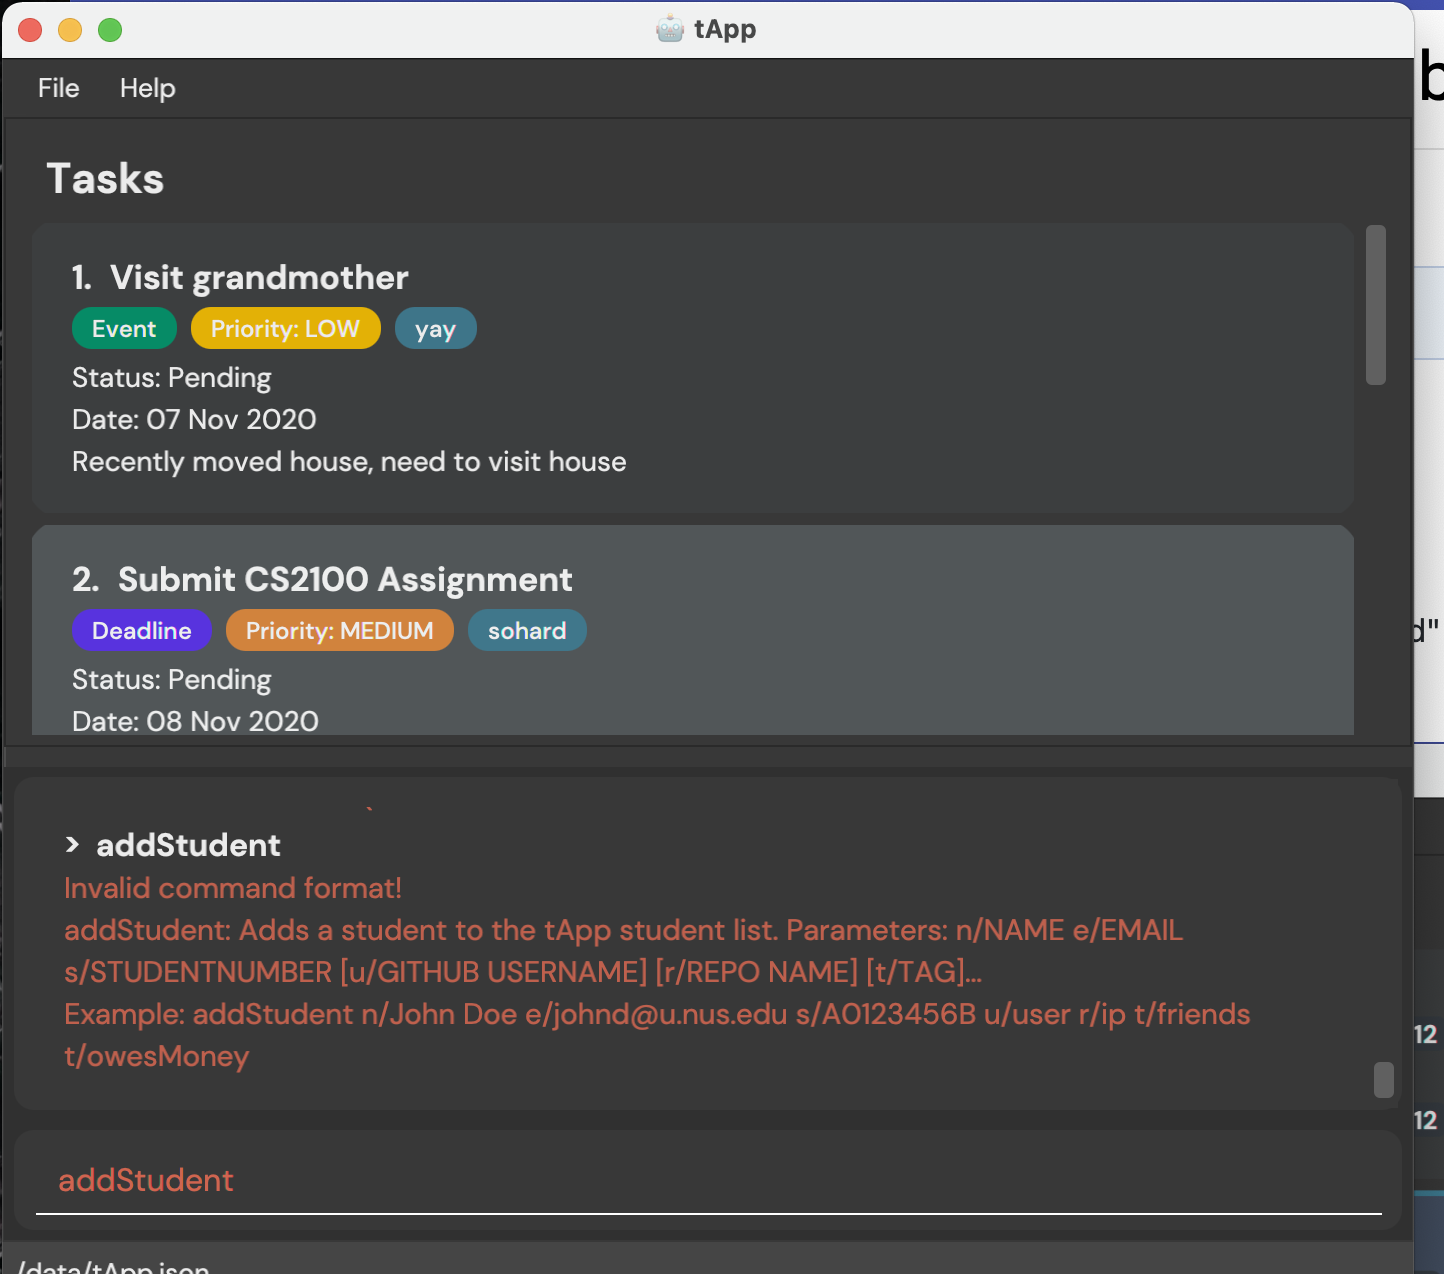 tApp
File Help
Tasks
1. Visit grandmother
Event Priority: LOW yay
Status: Pending
Date: 07 Nov 2020
Recently moved house, need to visit house
2. Submit CS2100 Assignment
Deadline Priority: MEDIUM sohard
Status: Pending
Date: 08 Nov 2020
> addStudent
Invalid command format!
addStudent: Adds a student to the tApp student list. Parameters: n/NAME e/EMAIL
s/STUDENTNUMBER [u/GITHUB USERNAME] [r/REPO NAME] [t/TAG]...
Example: addStudent n/John Doe e/johnd@u.nus.edu s/A0123456B u/user r/ip t/friends
t/owesMoney
addStudent
/data/tApp.json
b
d"
12
12